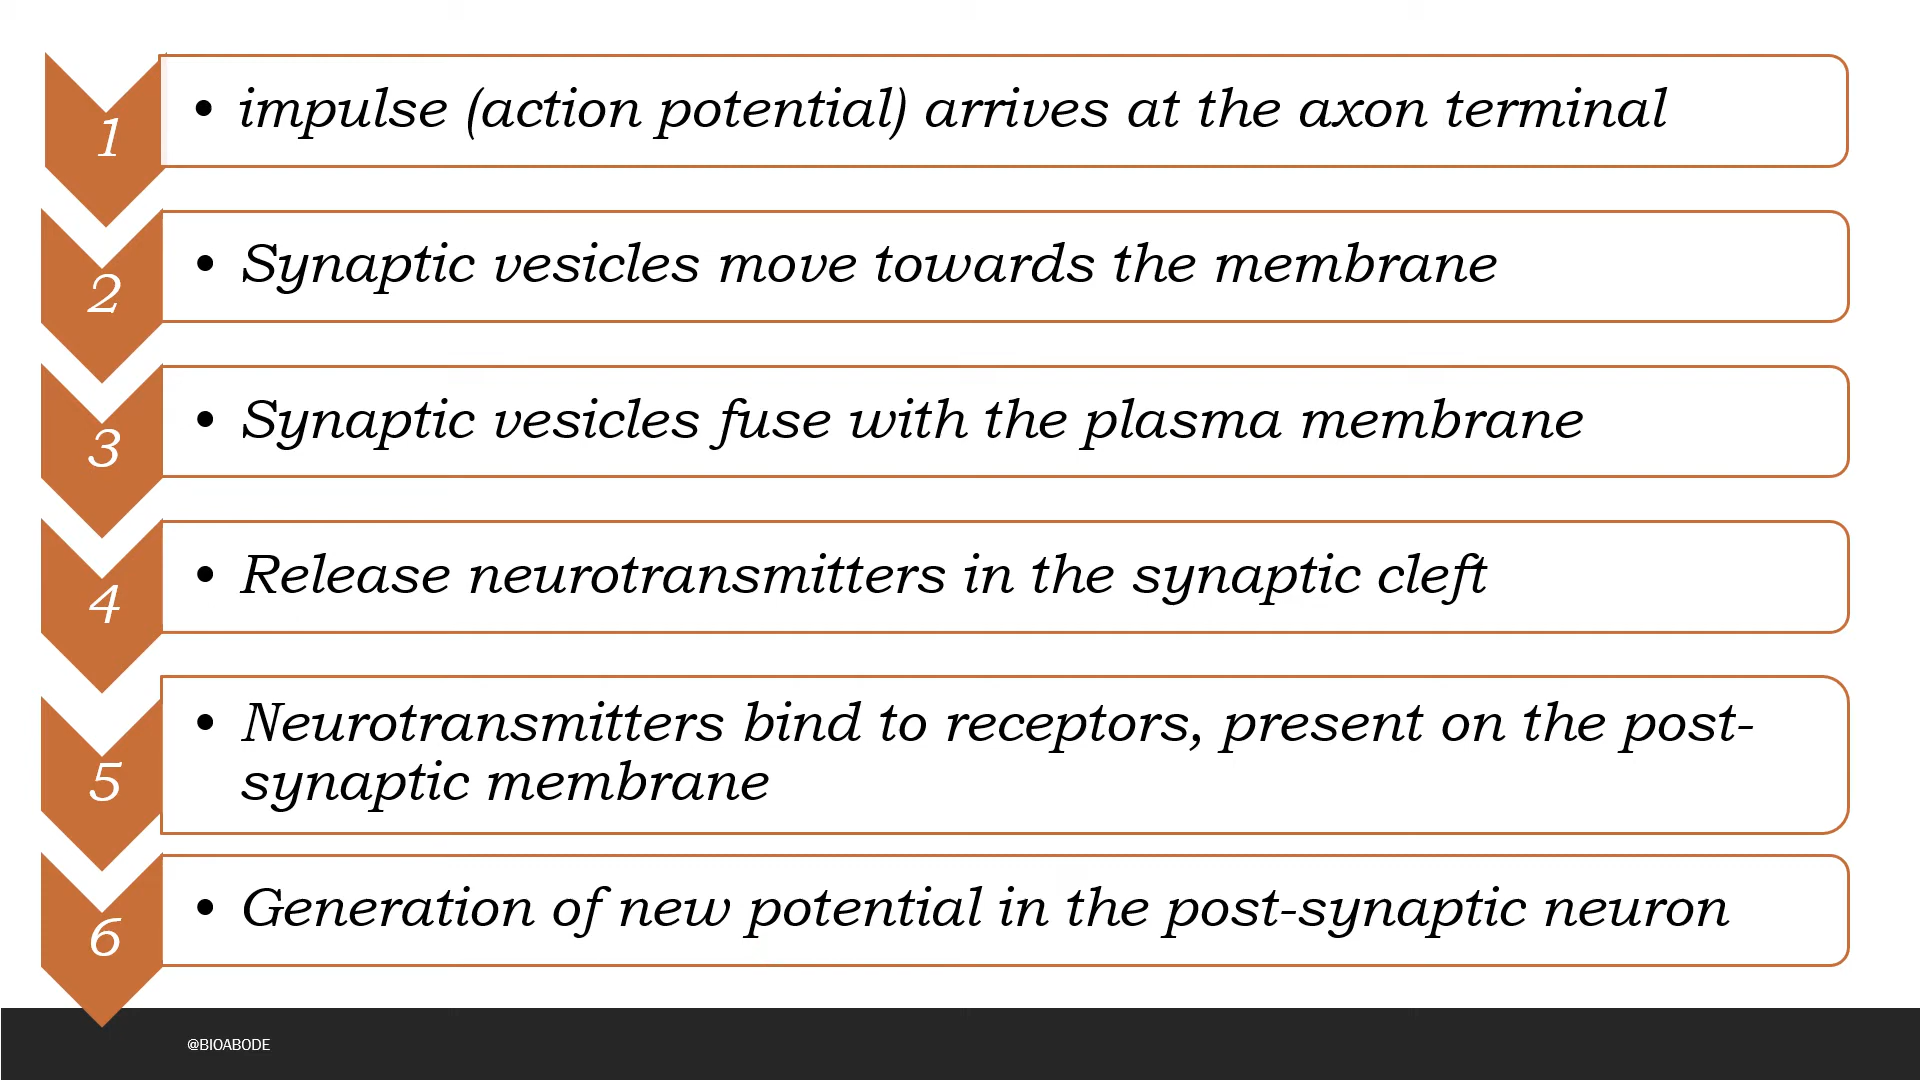 1
• impulse (action potential) arrives at the axon terminal
2
• Synaptic vesicles move towards the membrane
3
• Synaptic vesicles fuse with the plasma membrane
4
• Release neurotransmitters in the synaptic cleft
5
• Neurotransmitters bind to receptors, present on the post-
synaptic membrane
6
• Generation of new potential in the post-synaptic neuron
@BIOABODE